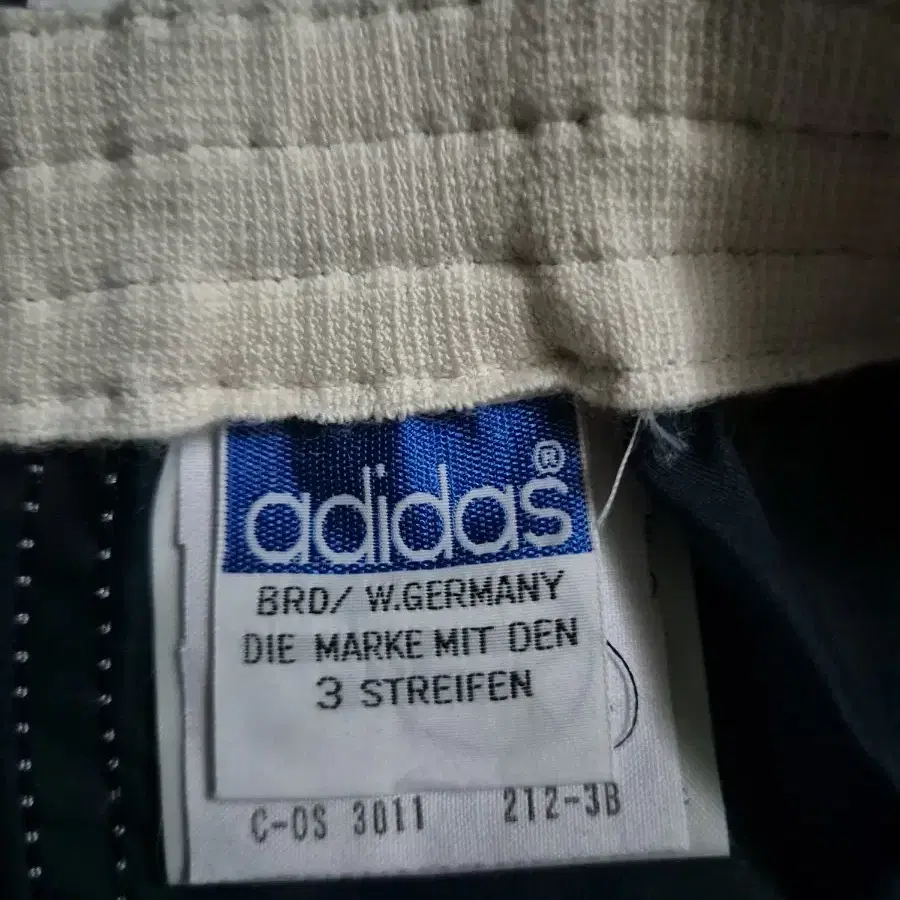 adidas®
BRD/ W.GERMANY
DIE MARKE MIT DEN
3 STREIFEN
C-OS 3011 212-3B